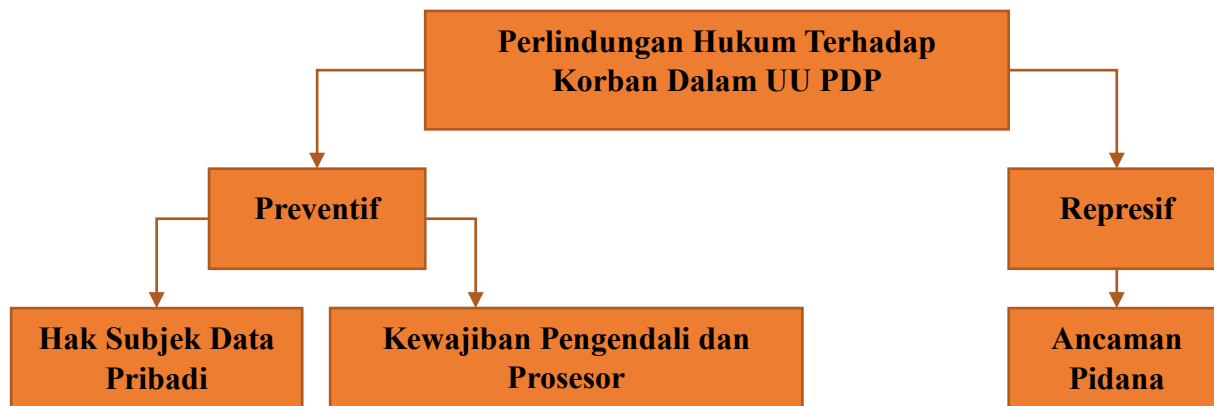 Perlindungan Hukum Terhadap
Korban Dalam UU PDP
Preventif
Represif
Hak Subjek Data
Pribadi
Kewajiban Pengendali dan
Prosesor
Ancaman
Pidana